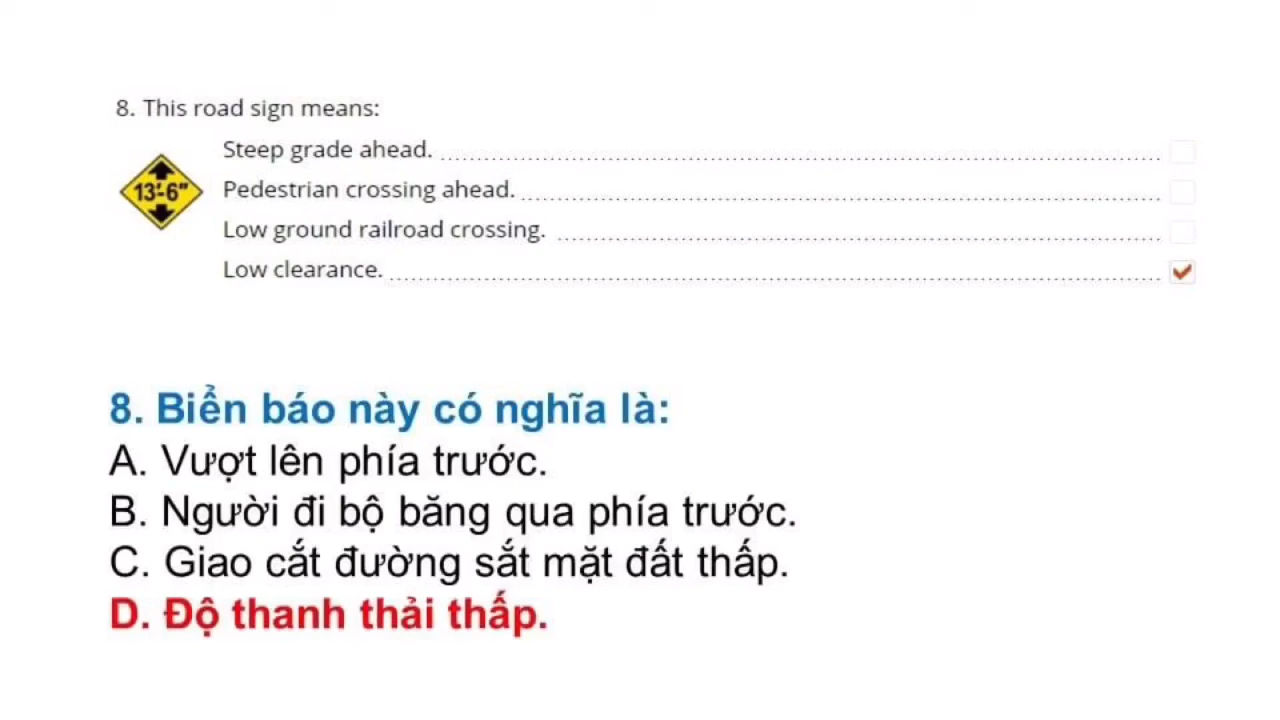 8. This road sign means:
Steep grade ahead.
13'-6"
Pedestrian crossing ahead.
Low ground railroad crossing.
Low clearance.
8. Biển báo này có nghĩa là:
A. Vượt lên phía trước.
B. Người đi bộ băng qua phía trước.
C. Giao cắt đường sắt mặt đất thấp.
D. Độ thanh thải thấp.